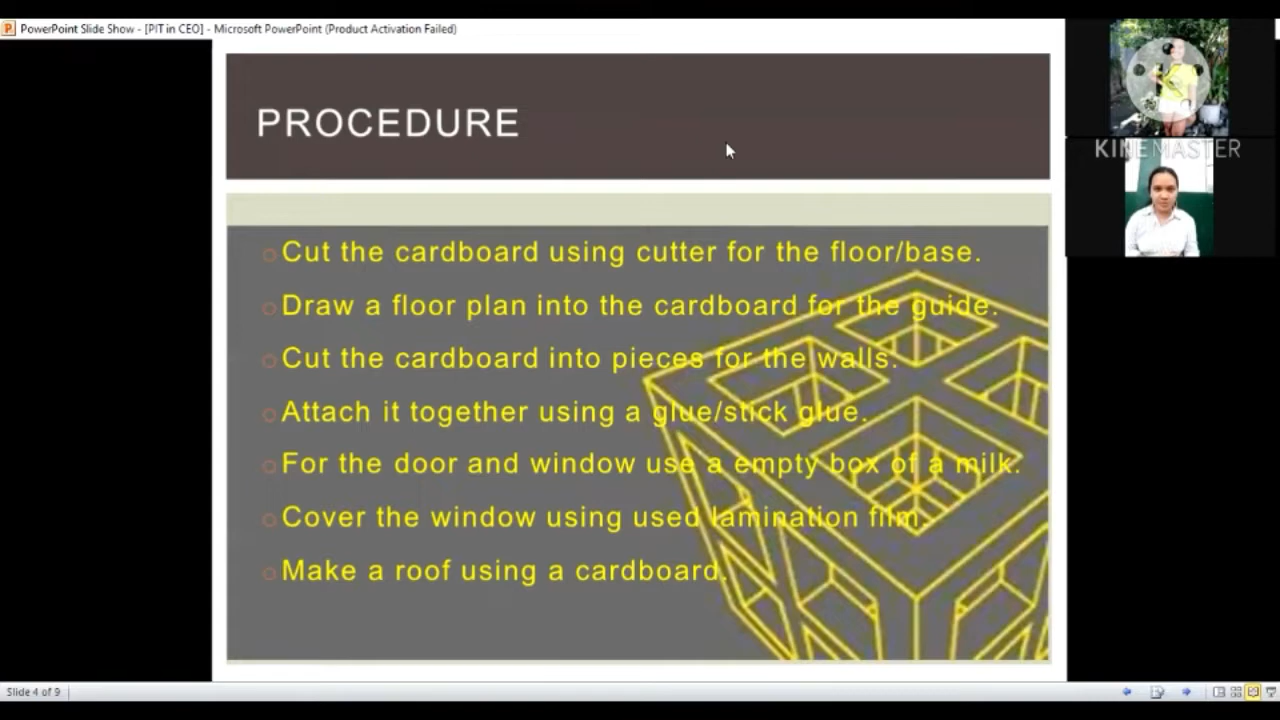 PowerPoint Slide Show - [PIT in CEO] - Microsoft PowerPoint (Product Activation Failed)
PROCEDURE
KINEMASTER
Cut the cardboard using cutter for the floor/base.
Draw a floor plan into the cardboard for the guide.
Cut the cardboard into pieces for the walls.
Attach it together using a glue/stick glue.
For the door and window use a empty box of a milk.
Cover the window using used lamination film.
Make a roof using a cardboard.
Slide 4 of 9